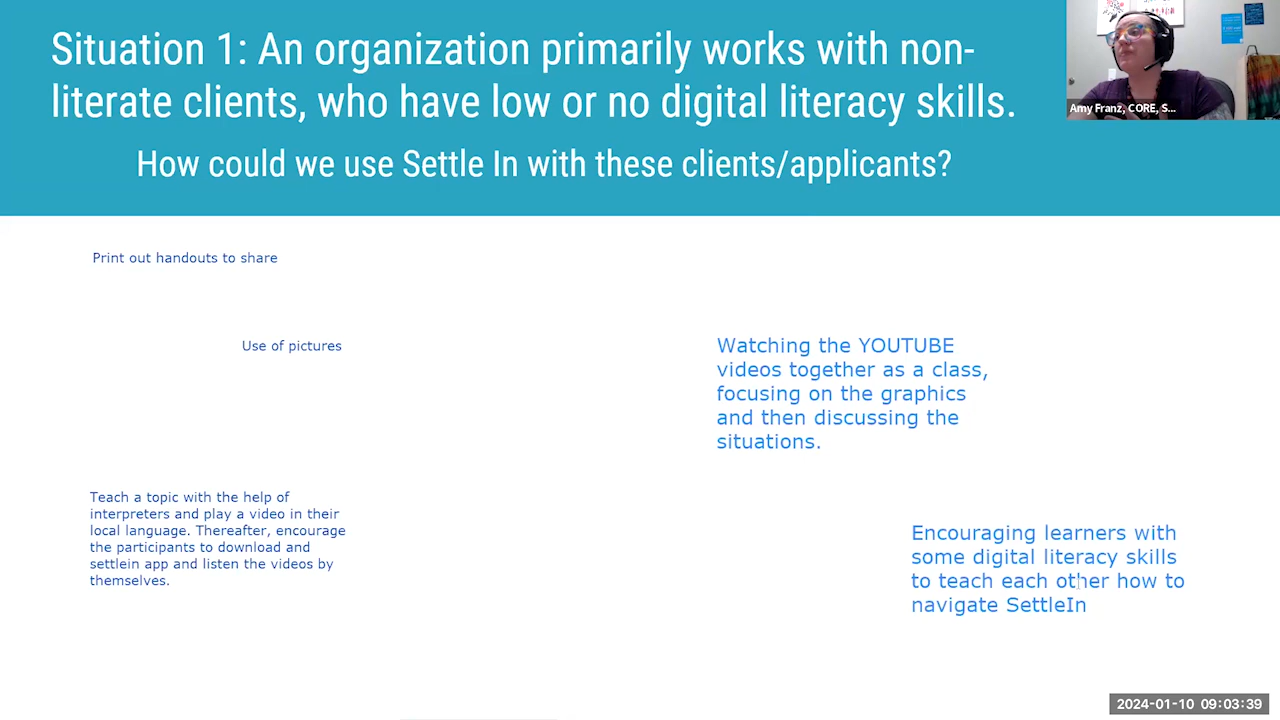 Situation 1: An organization primarily works with non-
literate clients, who have low or no digital literacy skills.
How could we use Settle In with these clients/applicants?
Amy Franz, CORE, S...
Print out handouts to share
Use of pictures
Watching the YOUTUBE
videos together as a class,
focusing on the graphics
and then discussing the
situations.
Teach a topic with the help of
interpreters and play a video in their
local language. Thereafter, encourage
the participants to download and
settlein app and listen the videos by
themselves.
Encouraging learners with
some digital literacy skills
to teach each other how to
navigate SettleIn
2024-01-10 09:03:39